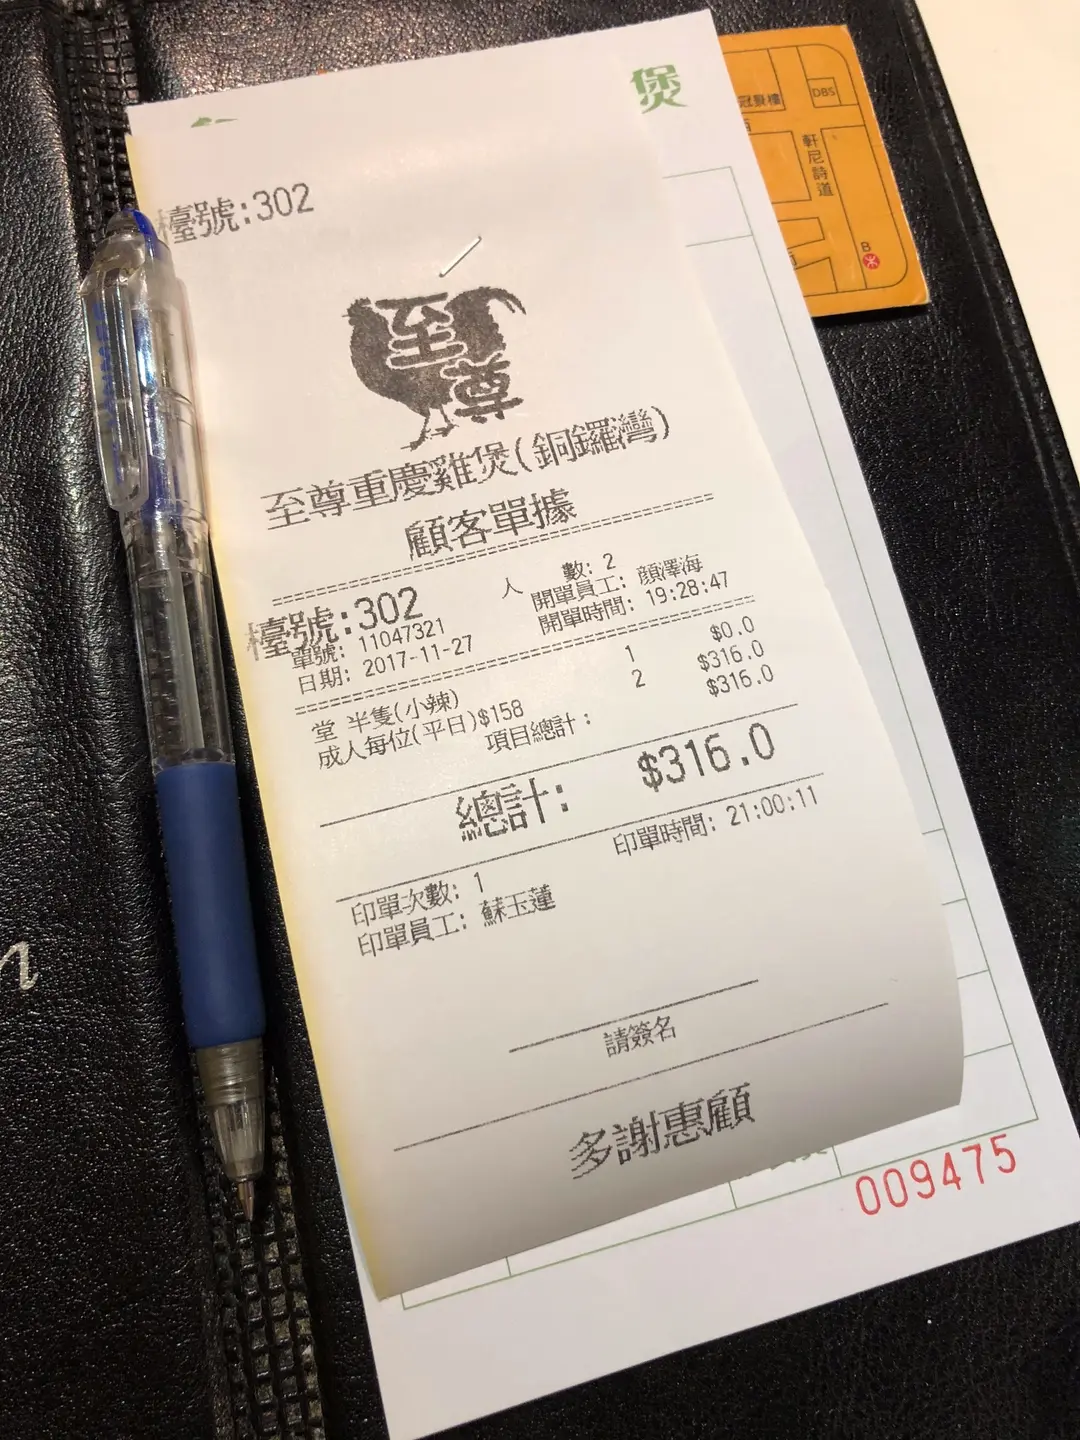 煲
檯號:302
至尊
至尊重慶雞煲(銅鑼灣)
顧客單據
檯號:302
人 數: 2
單號: 11047321
開單員工: 顏澤海
日期: 2017-11-27
開單時間: 19:28:47
堂 半隻(小辣) 1 $0.0
成人每位(平日)$158 2 $316.0
項目總計: $316.0
總計: $316.0
印單時間: 21:00:11
印單次數: 1
印單員工: 蘇玉蓮
請簽名
多謝惠顧
009475
冠景樓
DBS
軒尼詩道
B